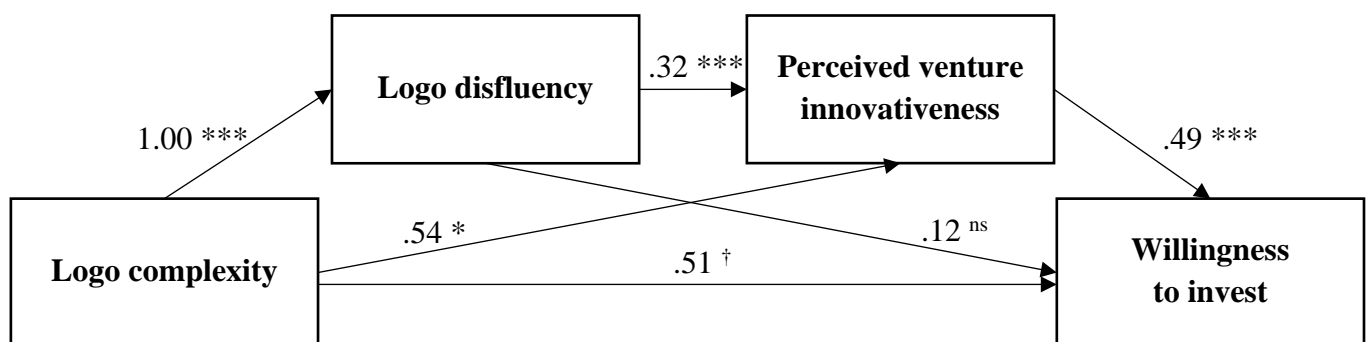 Logo disfluency
.32 ***
Perceived venture
innovativeness
1.00 ***
.49 ***
Logo complexity
.54 *
.12 ns
.51 †
Willingness
to invest